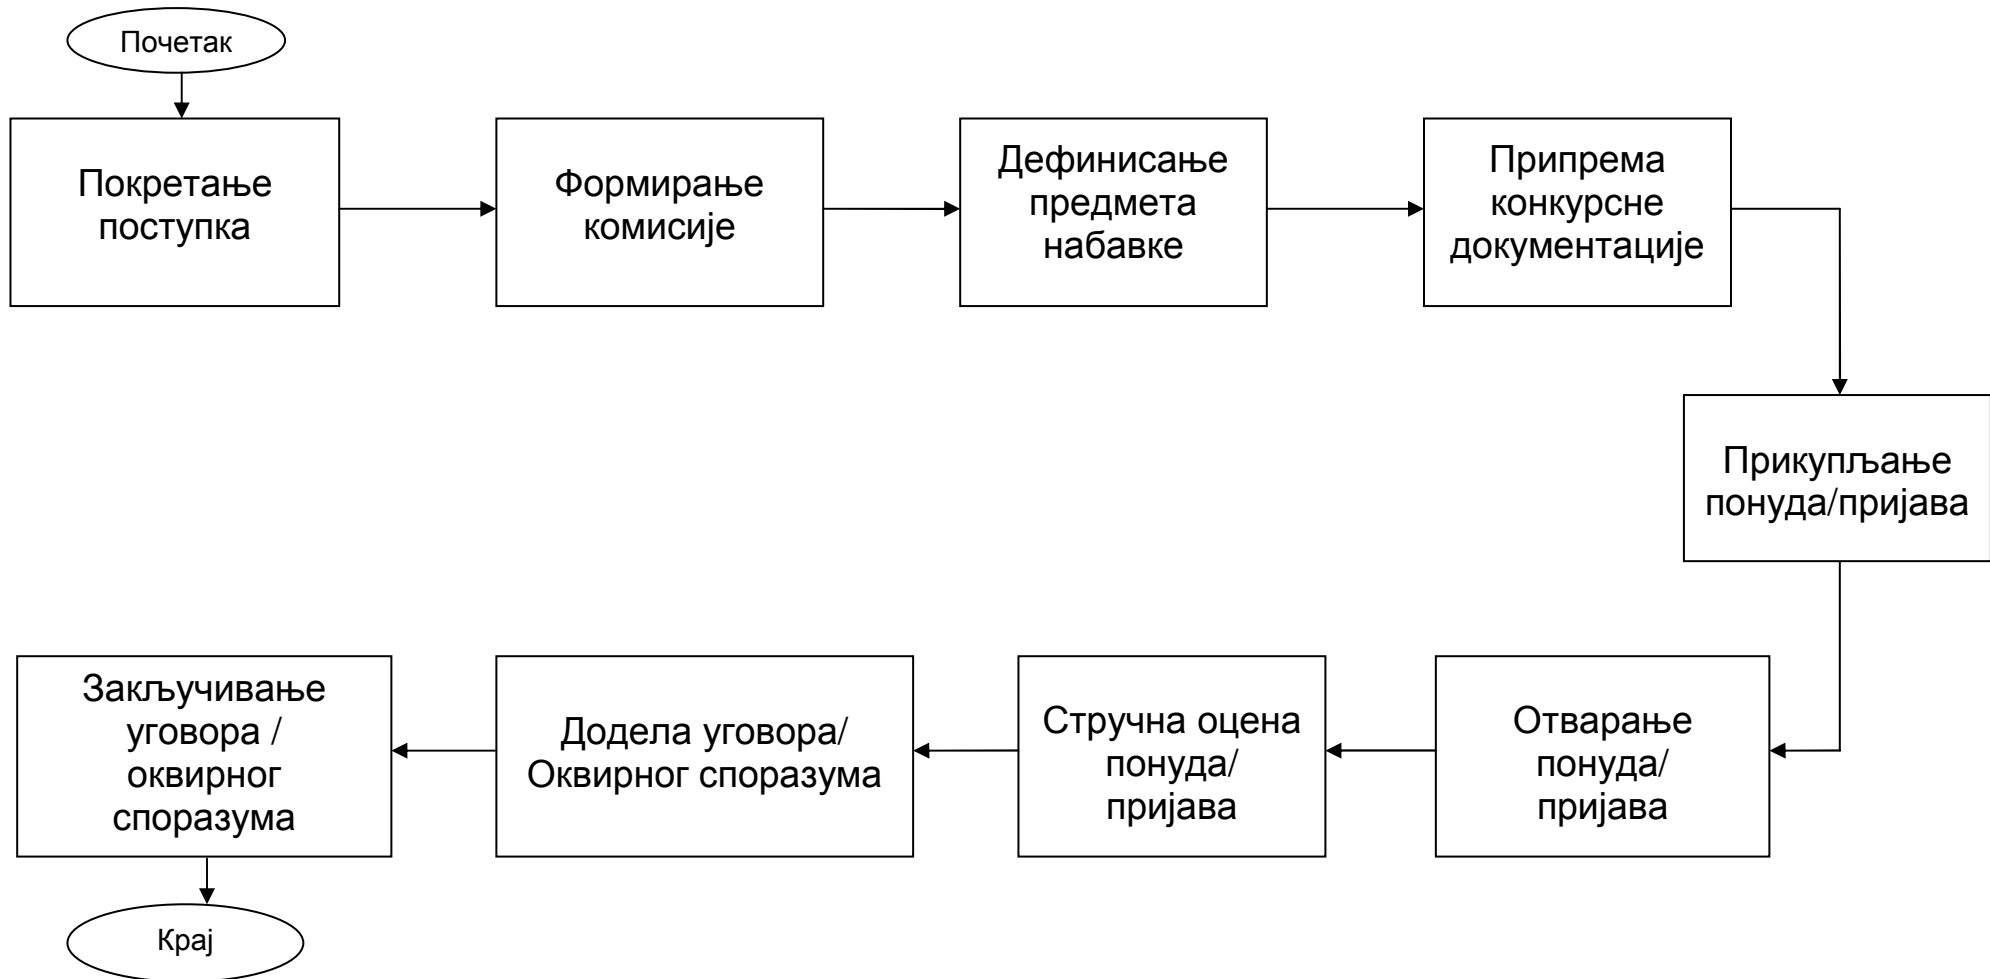 Почетак
Покретање
поступка
Формирање
комисије
Дефинисање
предмета
набавке
Припрема
конкурсне
документације
Прикупљање
понуда/пријава
Отварање
понуда/
пријава
Стручна оцена
понуда/
пријава
Додела уговора/
Оквирног споразума
Закључивање
уговора /
оквирног
споразума
Крај